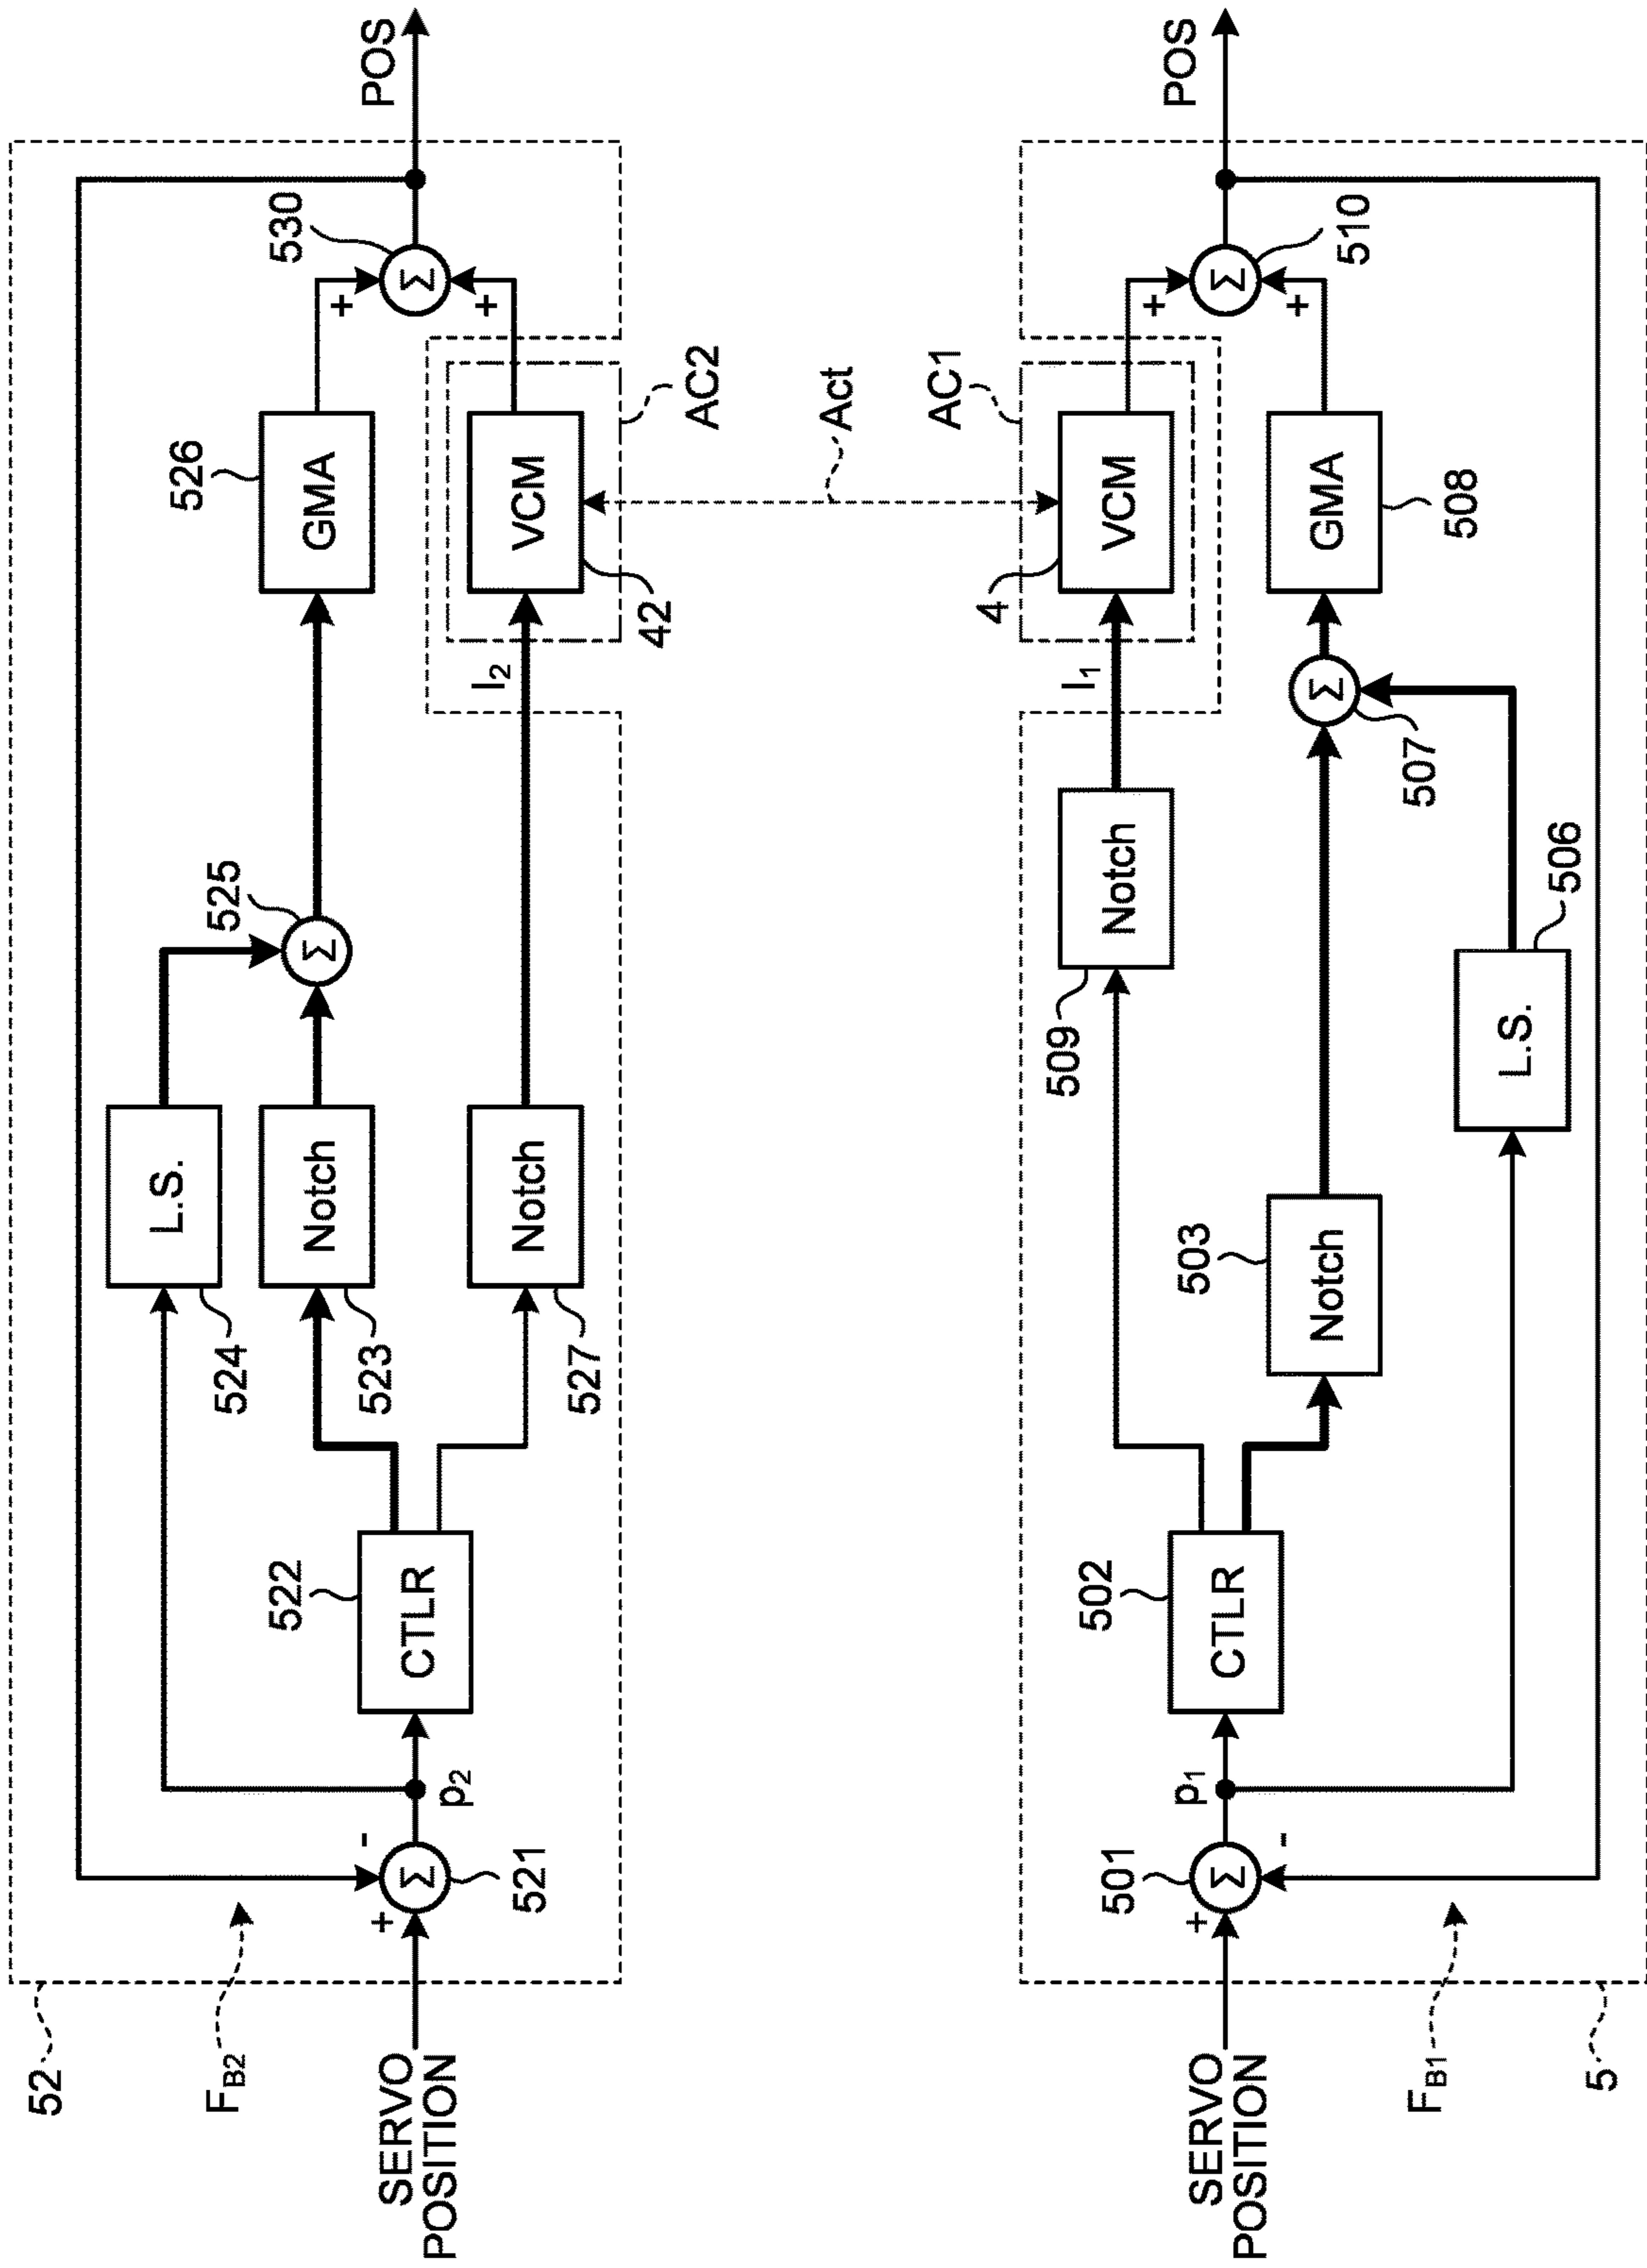 52
F_B2
SERVO
POSITION
+
-
Σ
521
p₂
522
CTLR
524
L.S.
523
Notch
527
Notch
525
Σ
I₂
526
GMA
42
VCM
AC2
530
+
+
Σ
POS
Act
SERVO
POSITION
+
-
501
Σ
p₁
502
CTLR
509
Notch
503
Notch
506
L.S.
507
Σ
I₁
4
VCM
AC1
508
GMA
+
+
Σ
510
POS
F_B1
5